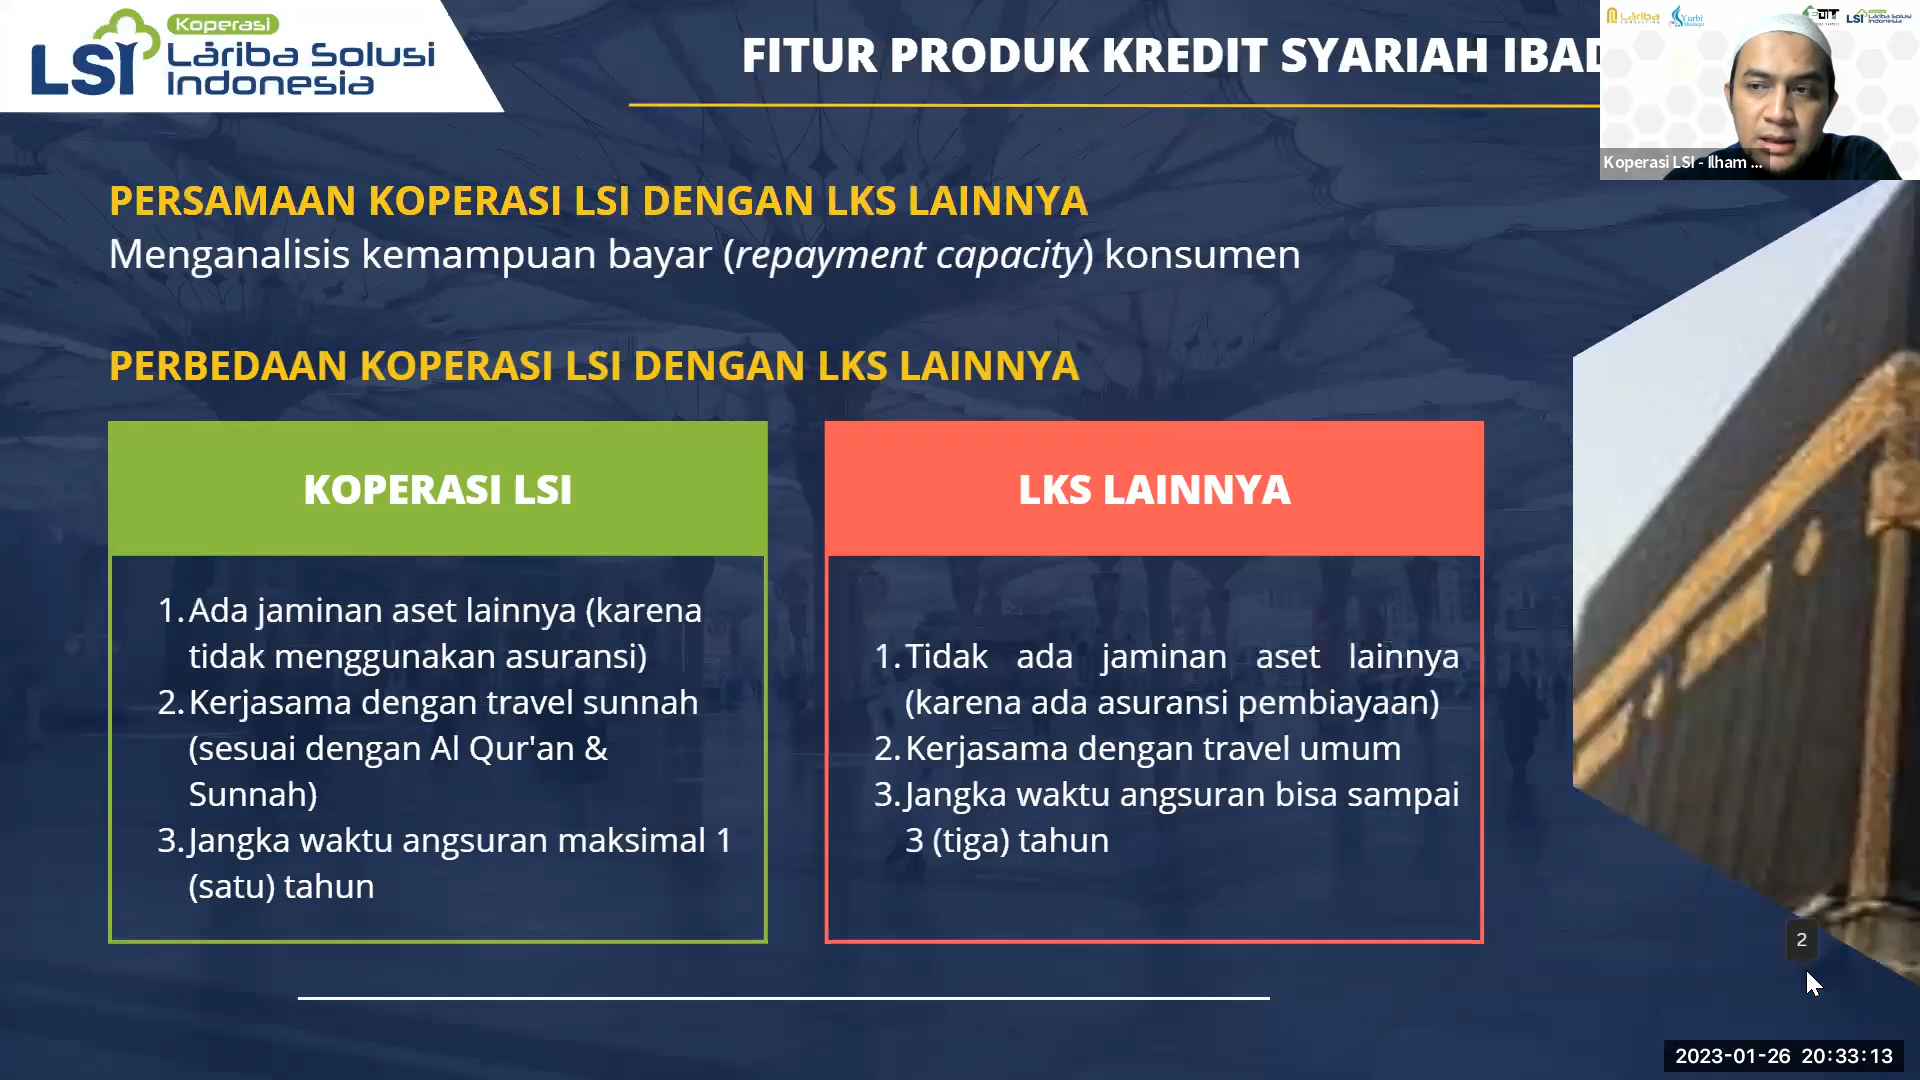 Koperasi
LSI Lariba Solusi
Indonesia
FITUR PRODUK KREDIT SYARIAH IBAD
Koperasi LSI - Ilham ...
PERSAMAAN KOPERASI LSI DENGAN LKS LAINNYA
Menganalisis kemampuan bayar (repayment capacity) konsumen
PERBEDAAN KOPERASI LSI DENGAN LKS LAINNYA
KOPERASI LSI
1. Ada jaminan aset lainnya (karena
tidak menggunakan asuransi)
2. Kerjasama dengan travel sunnah
(sesuai dengan Al Qur'an &
Sunnah)
3. Jangka waktu angsuran maksimal 1
(satu) tahun
LKS LAINNYA
1. Tidak ada jaminan aset lainnya
(karena ada asuransi pembiayaan)
2. Kerjasama dengan travel umum
3. Jangka waktu angsuran bisa sampai
3 (tiga) tahun
2
2023-01-26 20:33:13